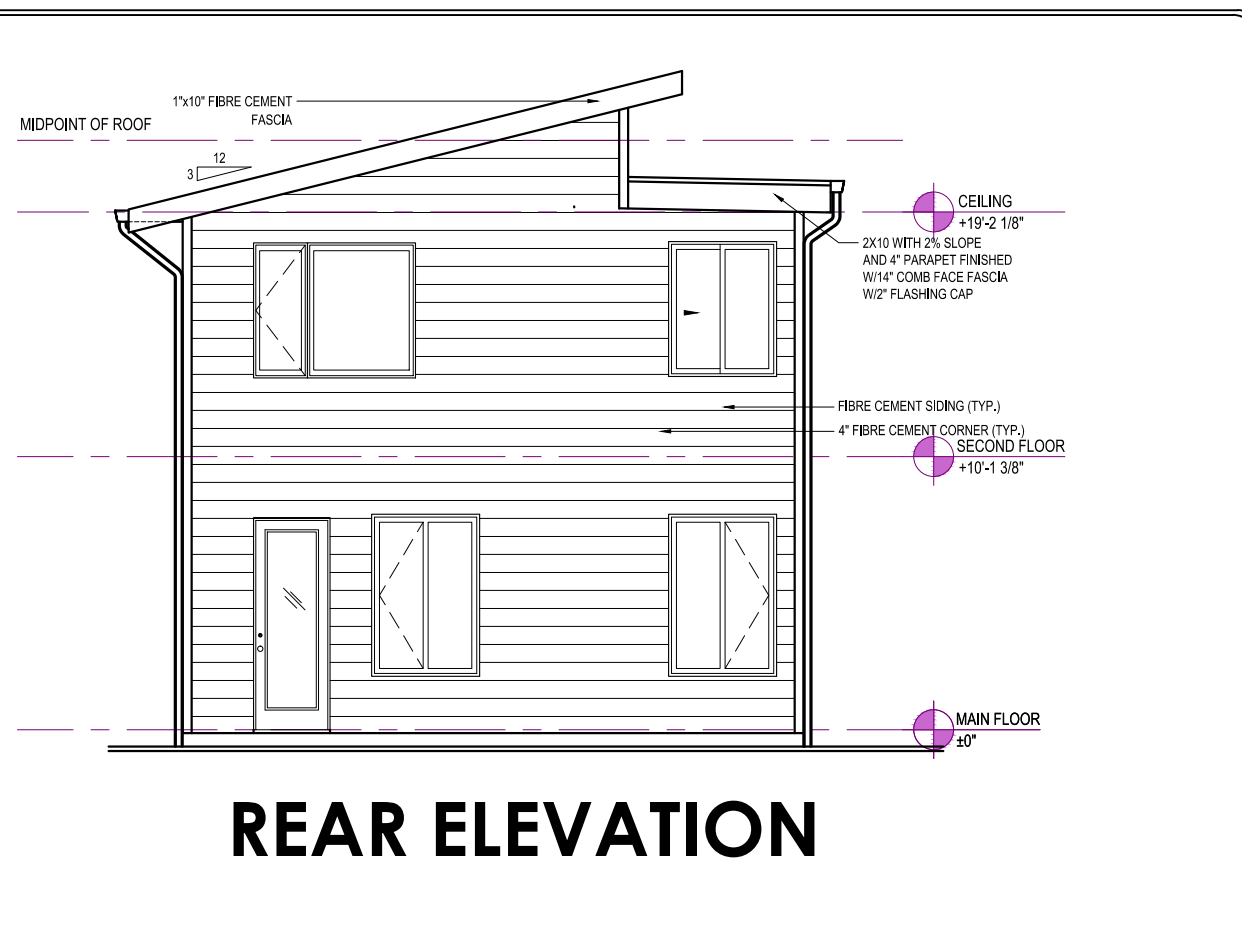 1"x10" FIBRE CEMENT
FASCIA
MIDPOINT OF ROOF
12
3
CEILING
+19'-2 1/8"
2X10 WITH 2% SLOPE
AND 4" PARAPET FINISHED
W/14" COMB FACE FASCIA
W/2" FLASHING CAP
FIBRE CEMENT SIDING (TYP.)
4" FIBRE CEMENT CORNER (TYP.)
SECOND FLOOR
+10'-1 3/8"
MAIN FLOOR
±0"
REAR ELEVATION